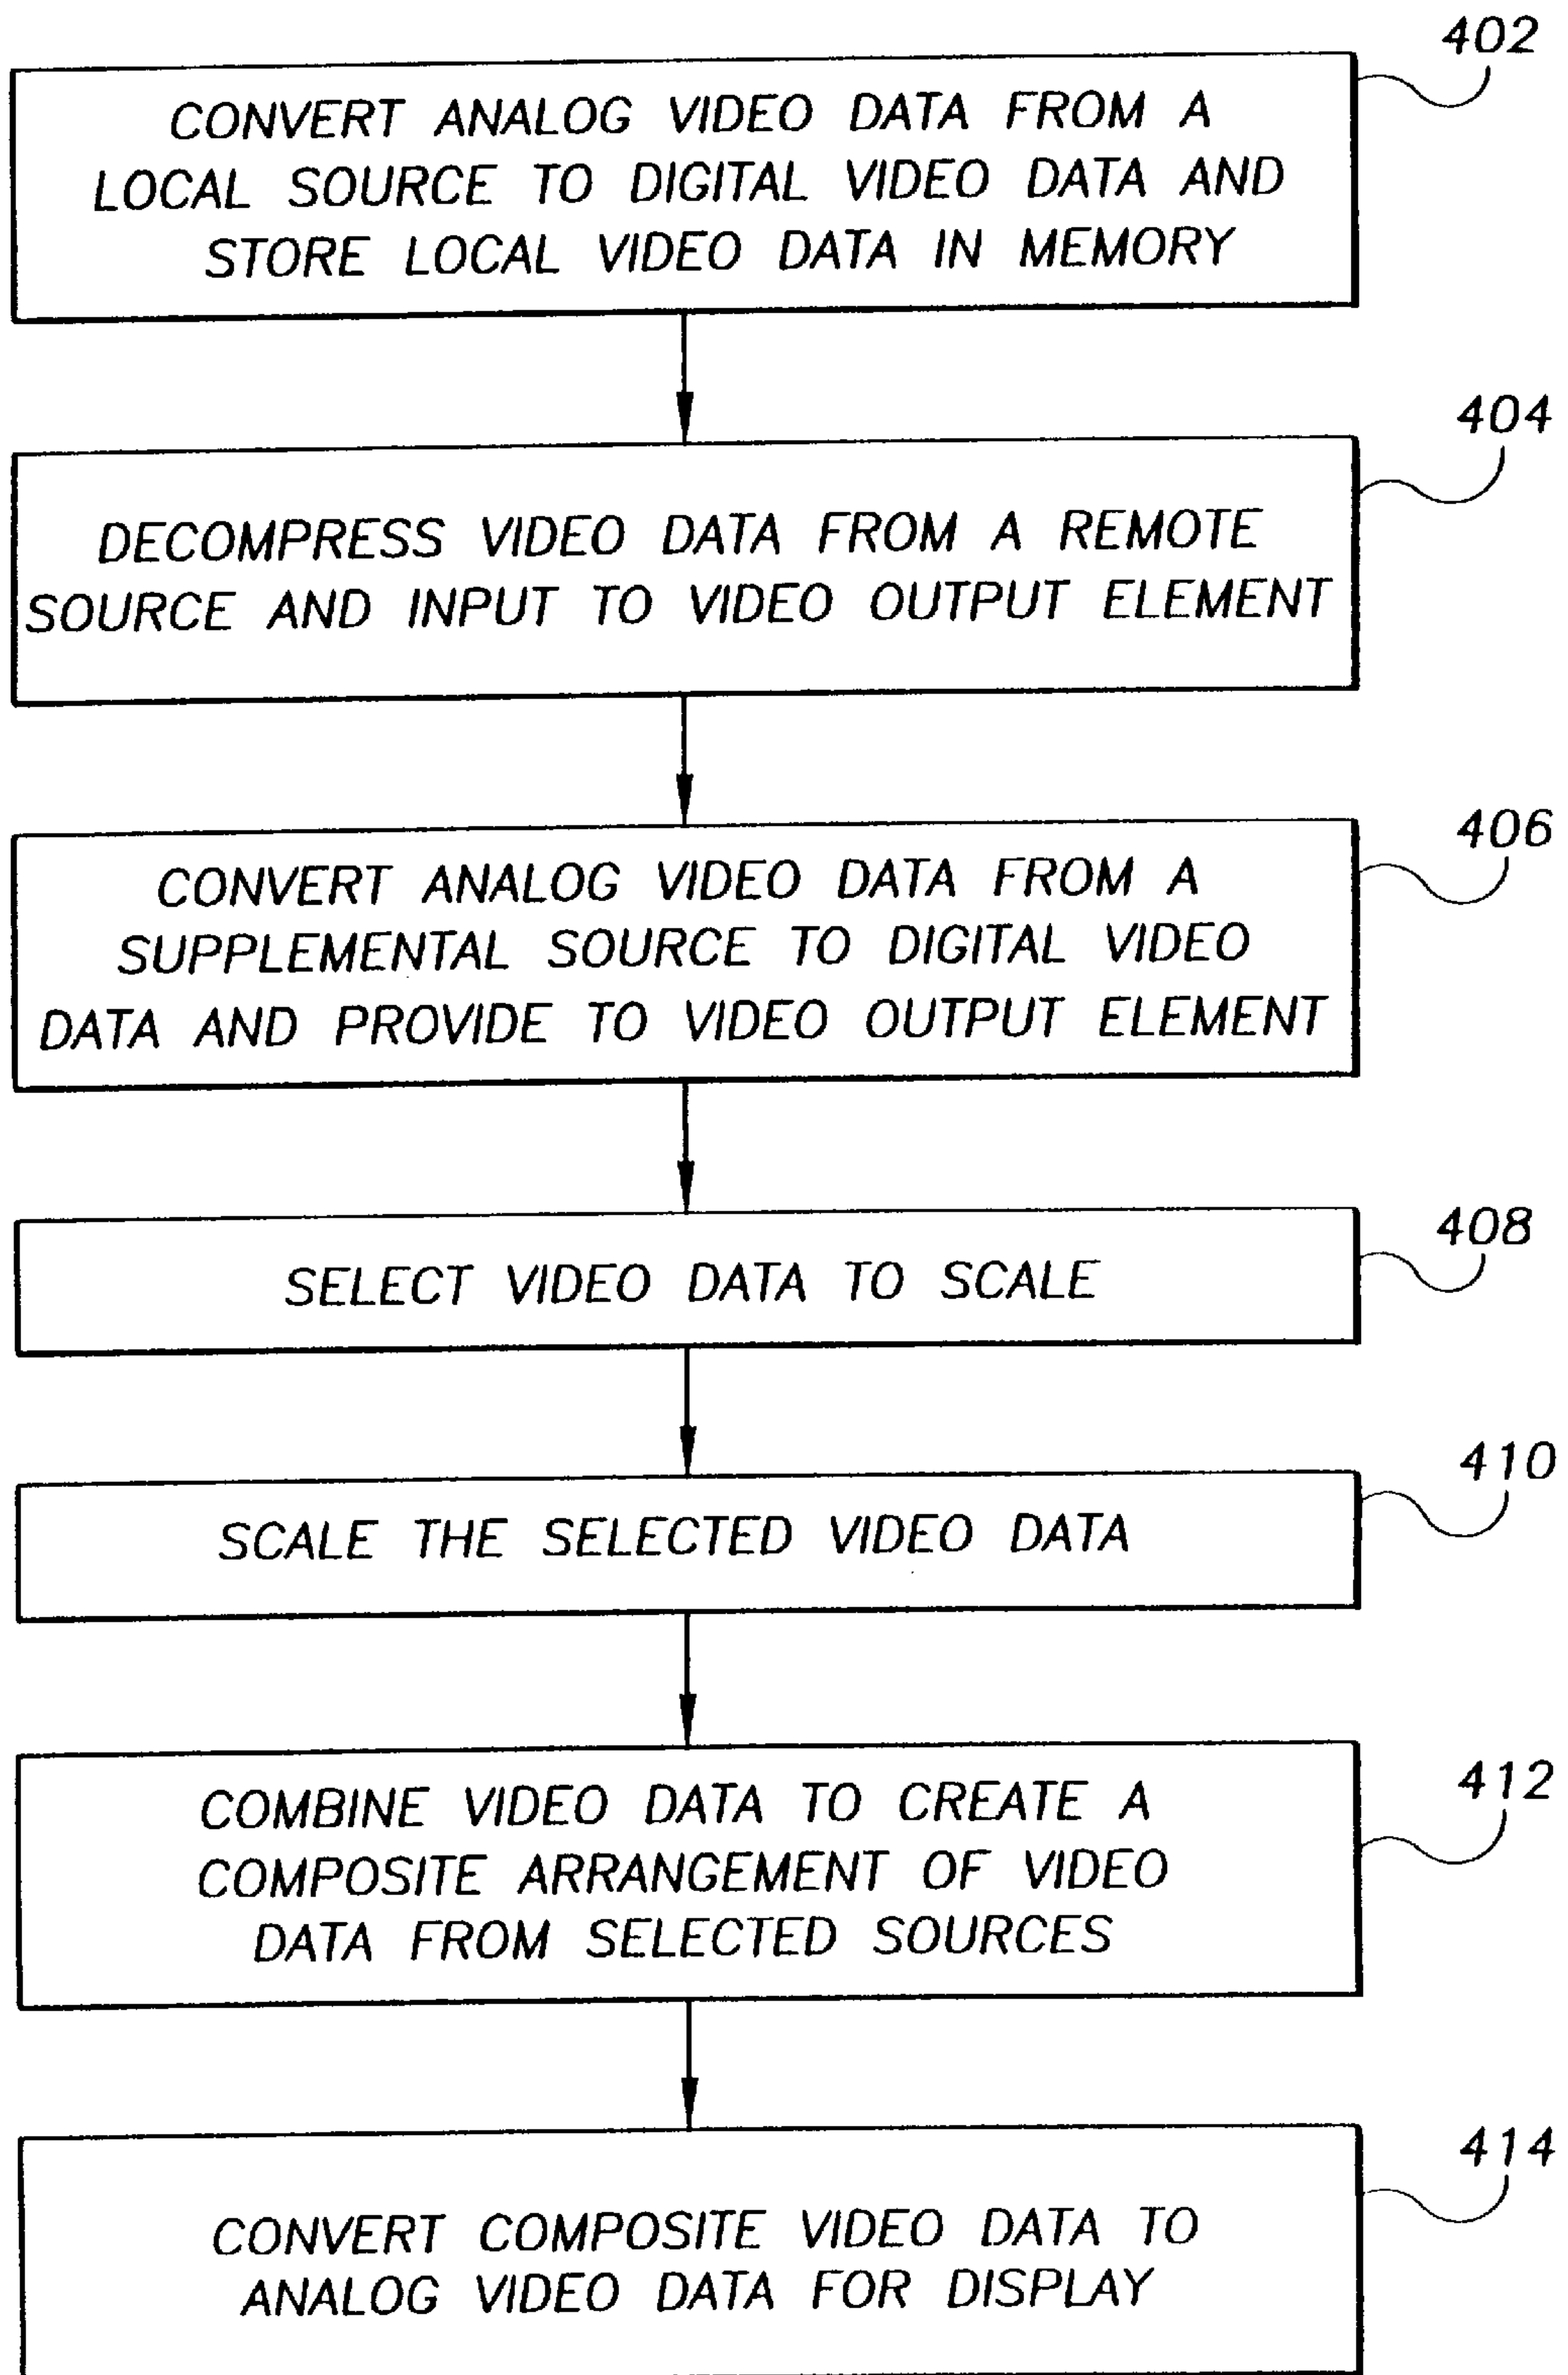 402
CONVERT ANALOG VIDEO DATA FROM A
LOCAL SOURCE TO DIGITAL VIDEO DATA AND
STORE LOCAL VIDEO DATA IN MEMORY
404
DECOMPRESS VIDEO DATA FROM A REMOTE
SOURCE AND INPUT TO VIDEO OUTPUT ELEMENT
406
CONVERT ANALOG VIDEO DATA FROM A
SUPPLEMENTAL SOURCE TO DIGITAL VIDEO
DATA AND PROVIDE TO VIDEO OUTPUT ELEMENT
408
SELECT VIDEO DATA TO SCALE
410
SCALE THE SELECTED VIDEO DATA
412
COMBINE VIDEO DATA TO CREATE A
COMPOSITE ARRANGEMENT OF VIDEO
DATA FROM SELECTED SOURCES
414
CONVERT COMPOSITE VIDEO DATA TO
ANALOG VIDEO DATA FOR DISPLAY